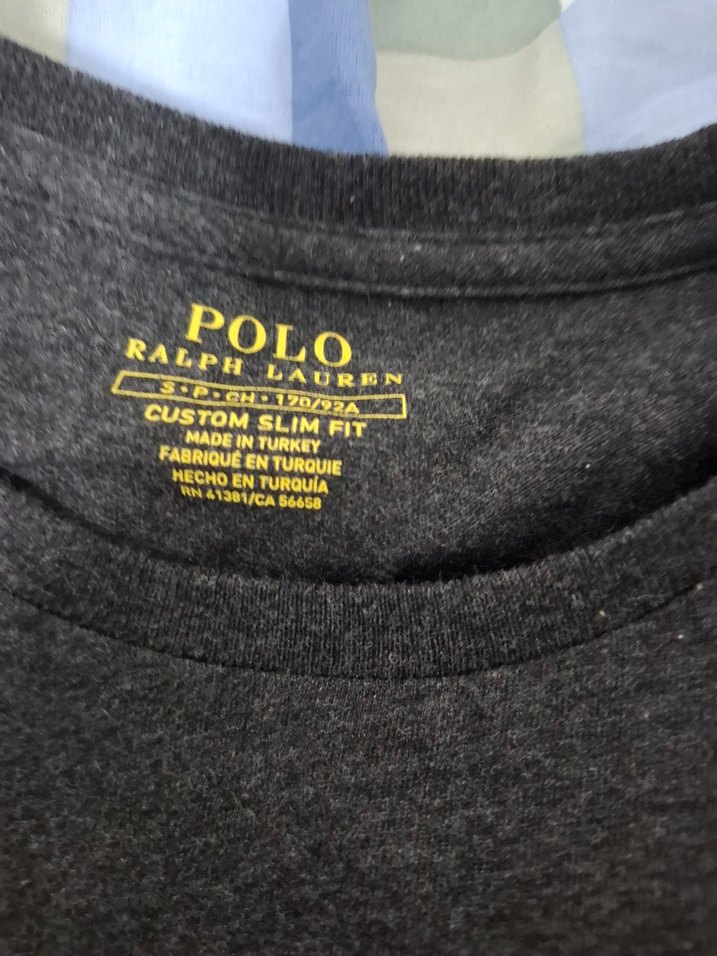 POLO
RALPH LAUREN
S • P • CH • 170/92A
CUSTOM SLIM FIT
MADE IN TURKEY
FABRIQUÉ EN TURQUIE
HECHO EN TURQUÍA
RN 41381/CA 56658